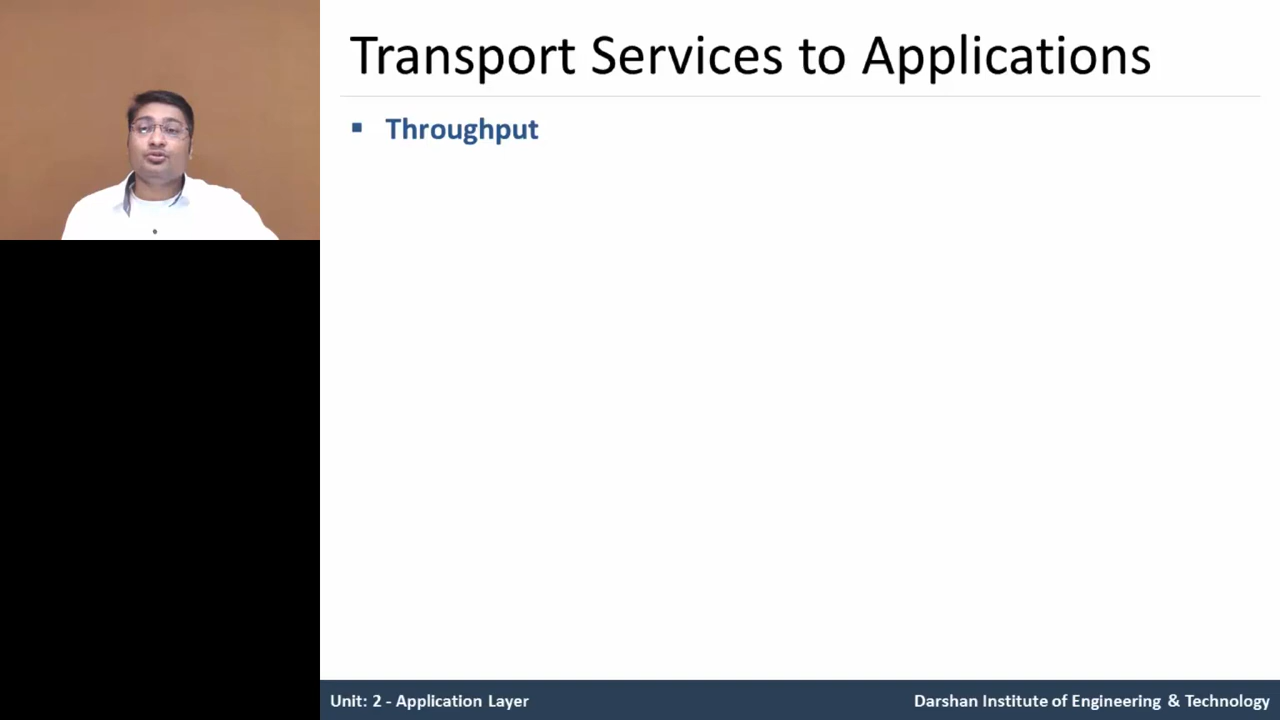 Transport Services to Applications
▪ Throughput
Unit: 2 - Application Layer
Darshan Institute of Engineering & Technology